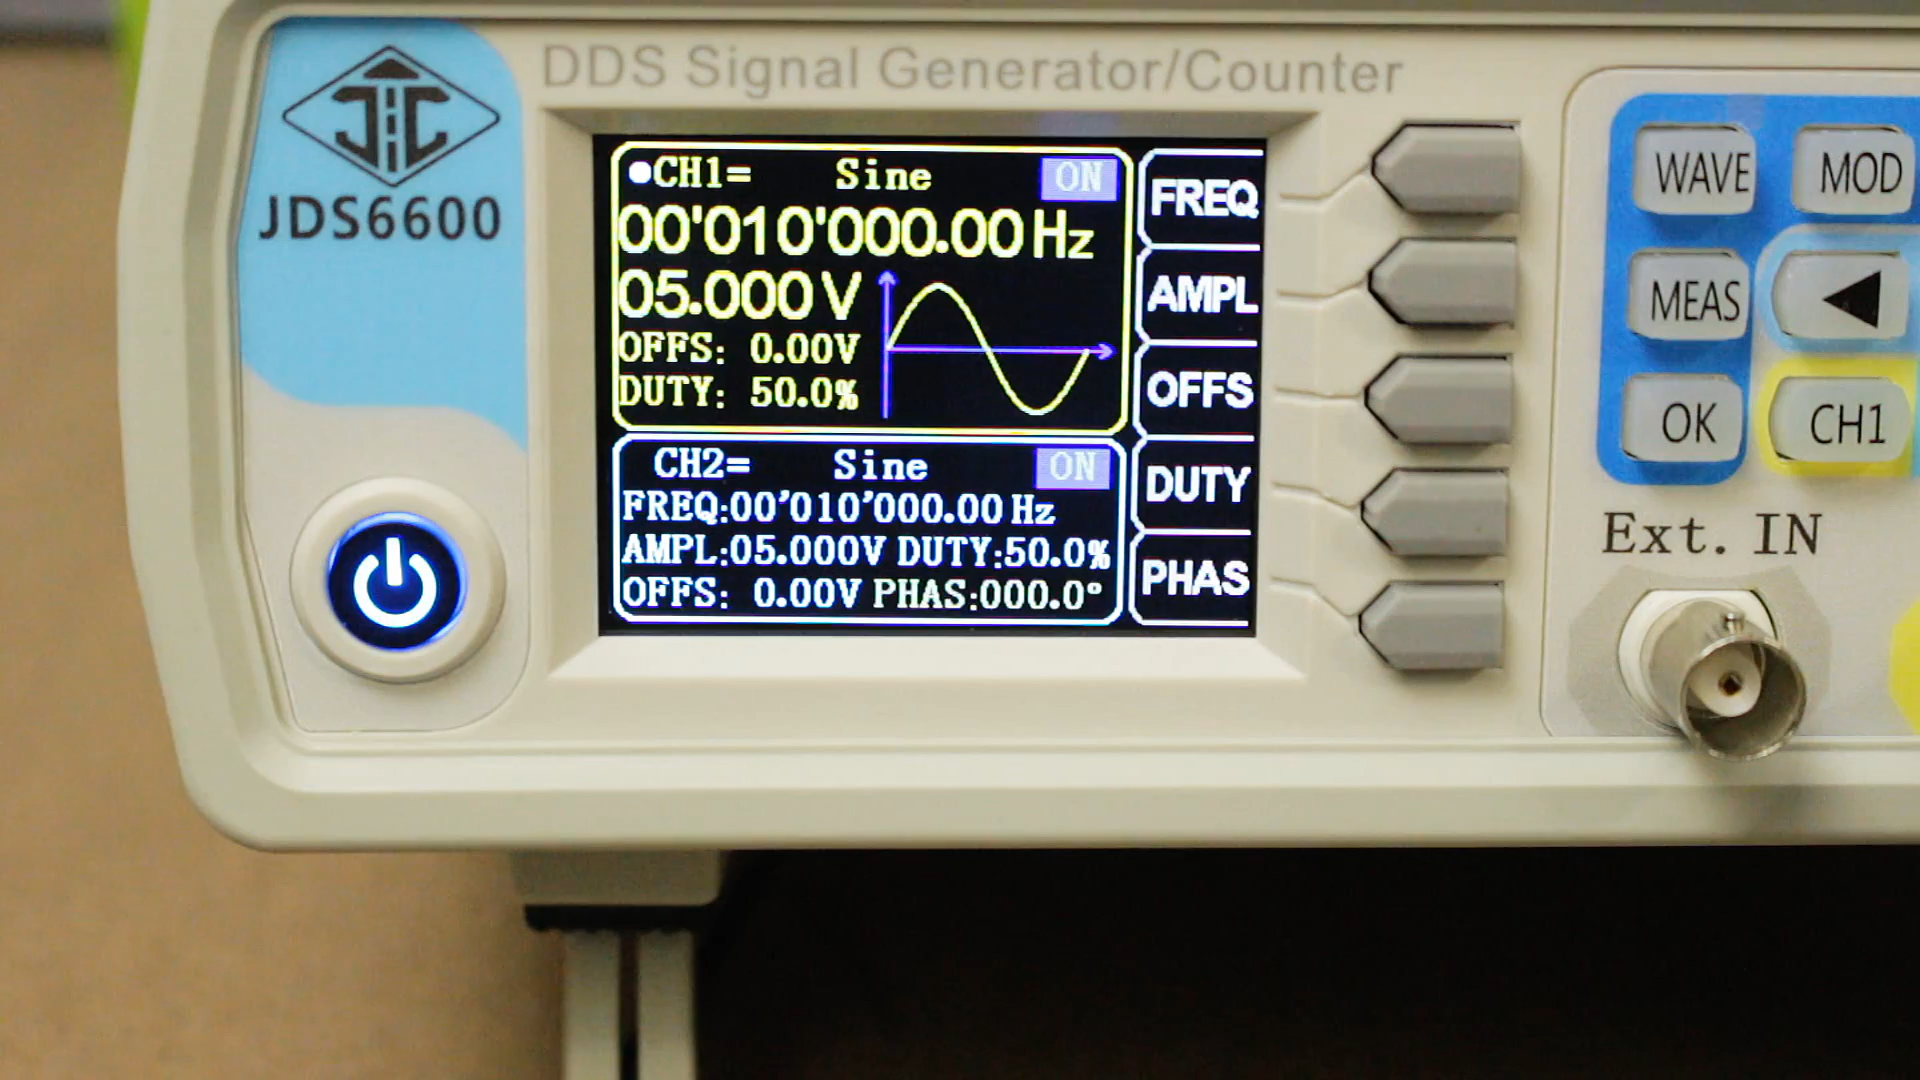 DDS Signal Generator/Counter
JJC
JDS6600
●CH1= Sine ON
00'010'000.00 Hz
05.000 V
OFFS: 0.00V
DUTY: 50.0%
CH2= Sine ON
FREQ:00'010'000.00 Hz
AMPL:05.000V DUTY:50.0%
OFFS: 0.00V PHAS:000.0°
FREQ
AMPL
OFFS
DUTY
PHAS
WAVE MOD
MEAS
OK CH1
Ext. IN